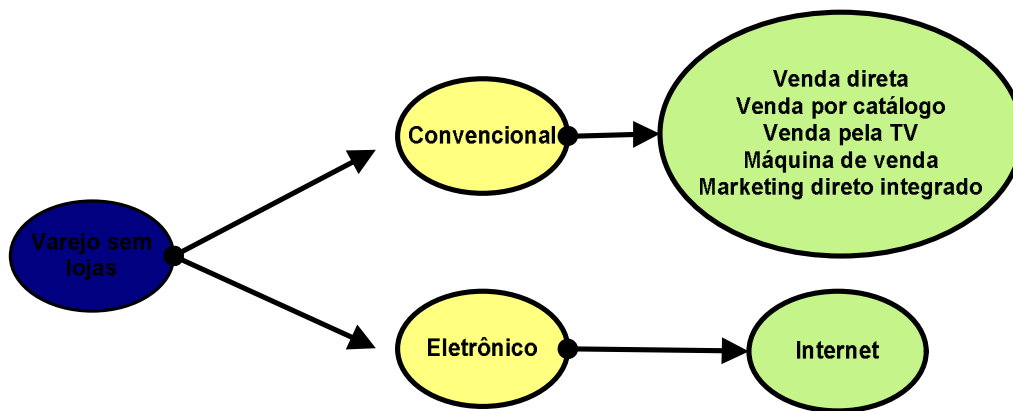 Varejo sem
lojas
Convencional
Venda direta
Venda por catálogo
Venda pela TV
Máquina de venda
Marketing direto integrado
Eletrônico
Internet